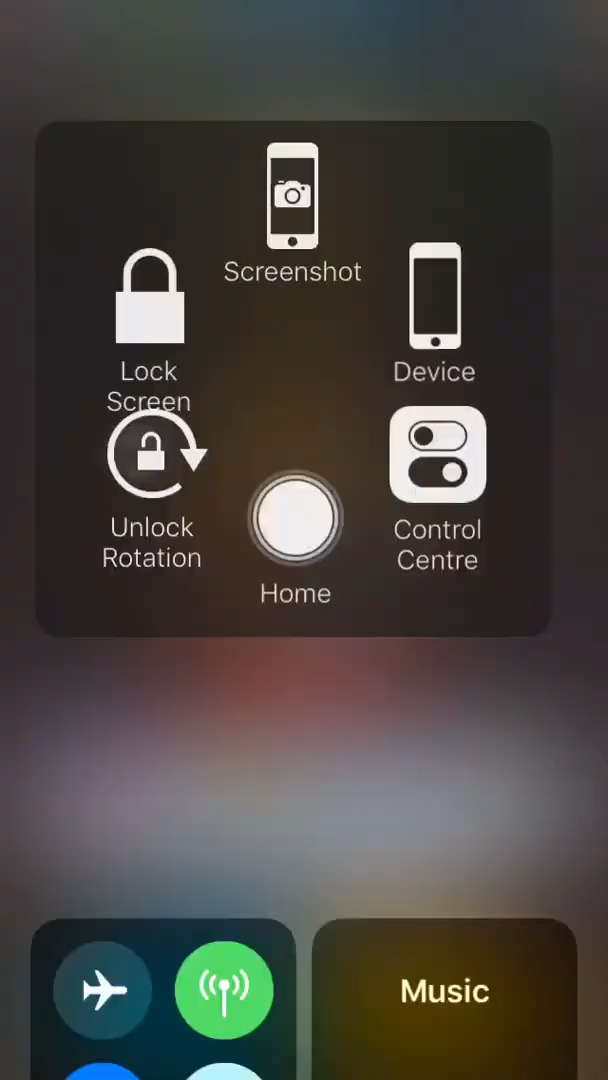 Screenshot
Lock
Screen
Device
Unlock
Rotation
Control
Centre
Home
Music